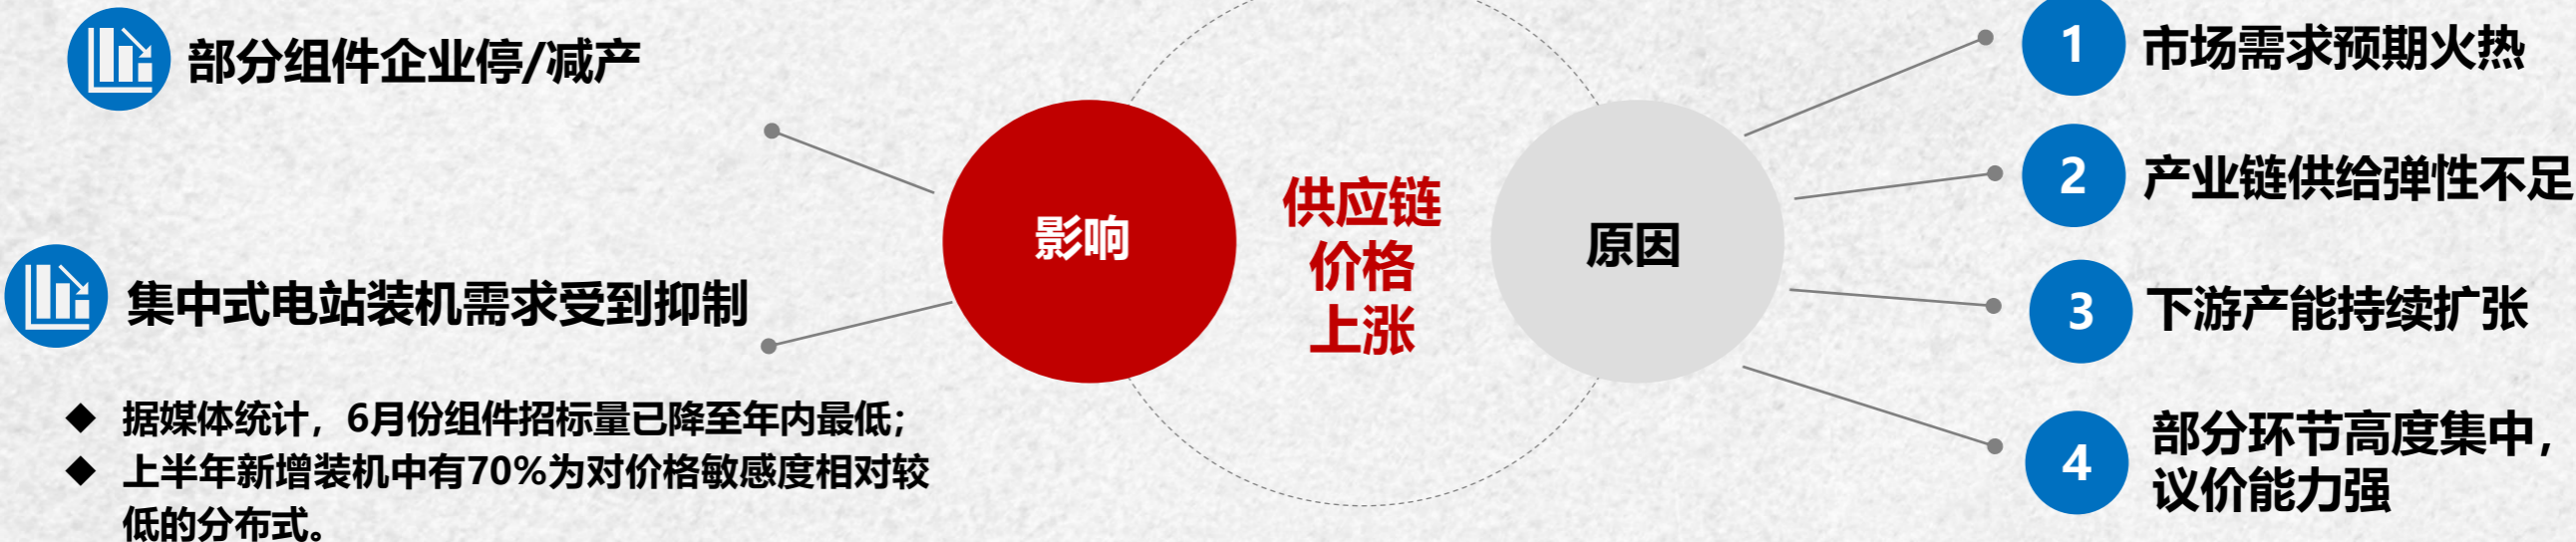 部分组件企业停/减产
集中式电站装机需求受到抑制
◆ 据媒体统计，6月份组件招标量已降至年内最低；
◆ 上半年新增装机中有70%为对价格敏感度相对较
低的分布式。
影响
供应链
价格
上涨
原因
1 市场需求预期火热
2 产业链供给弹性不足
3 下游产能持续扩张
4 部分环节高度集中，
议价能力强